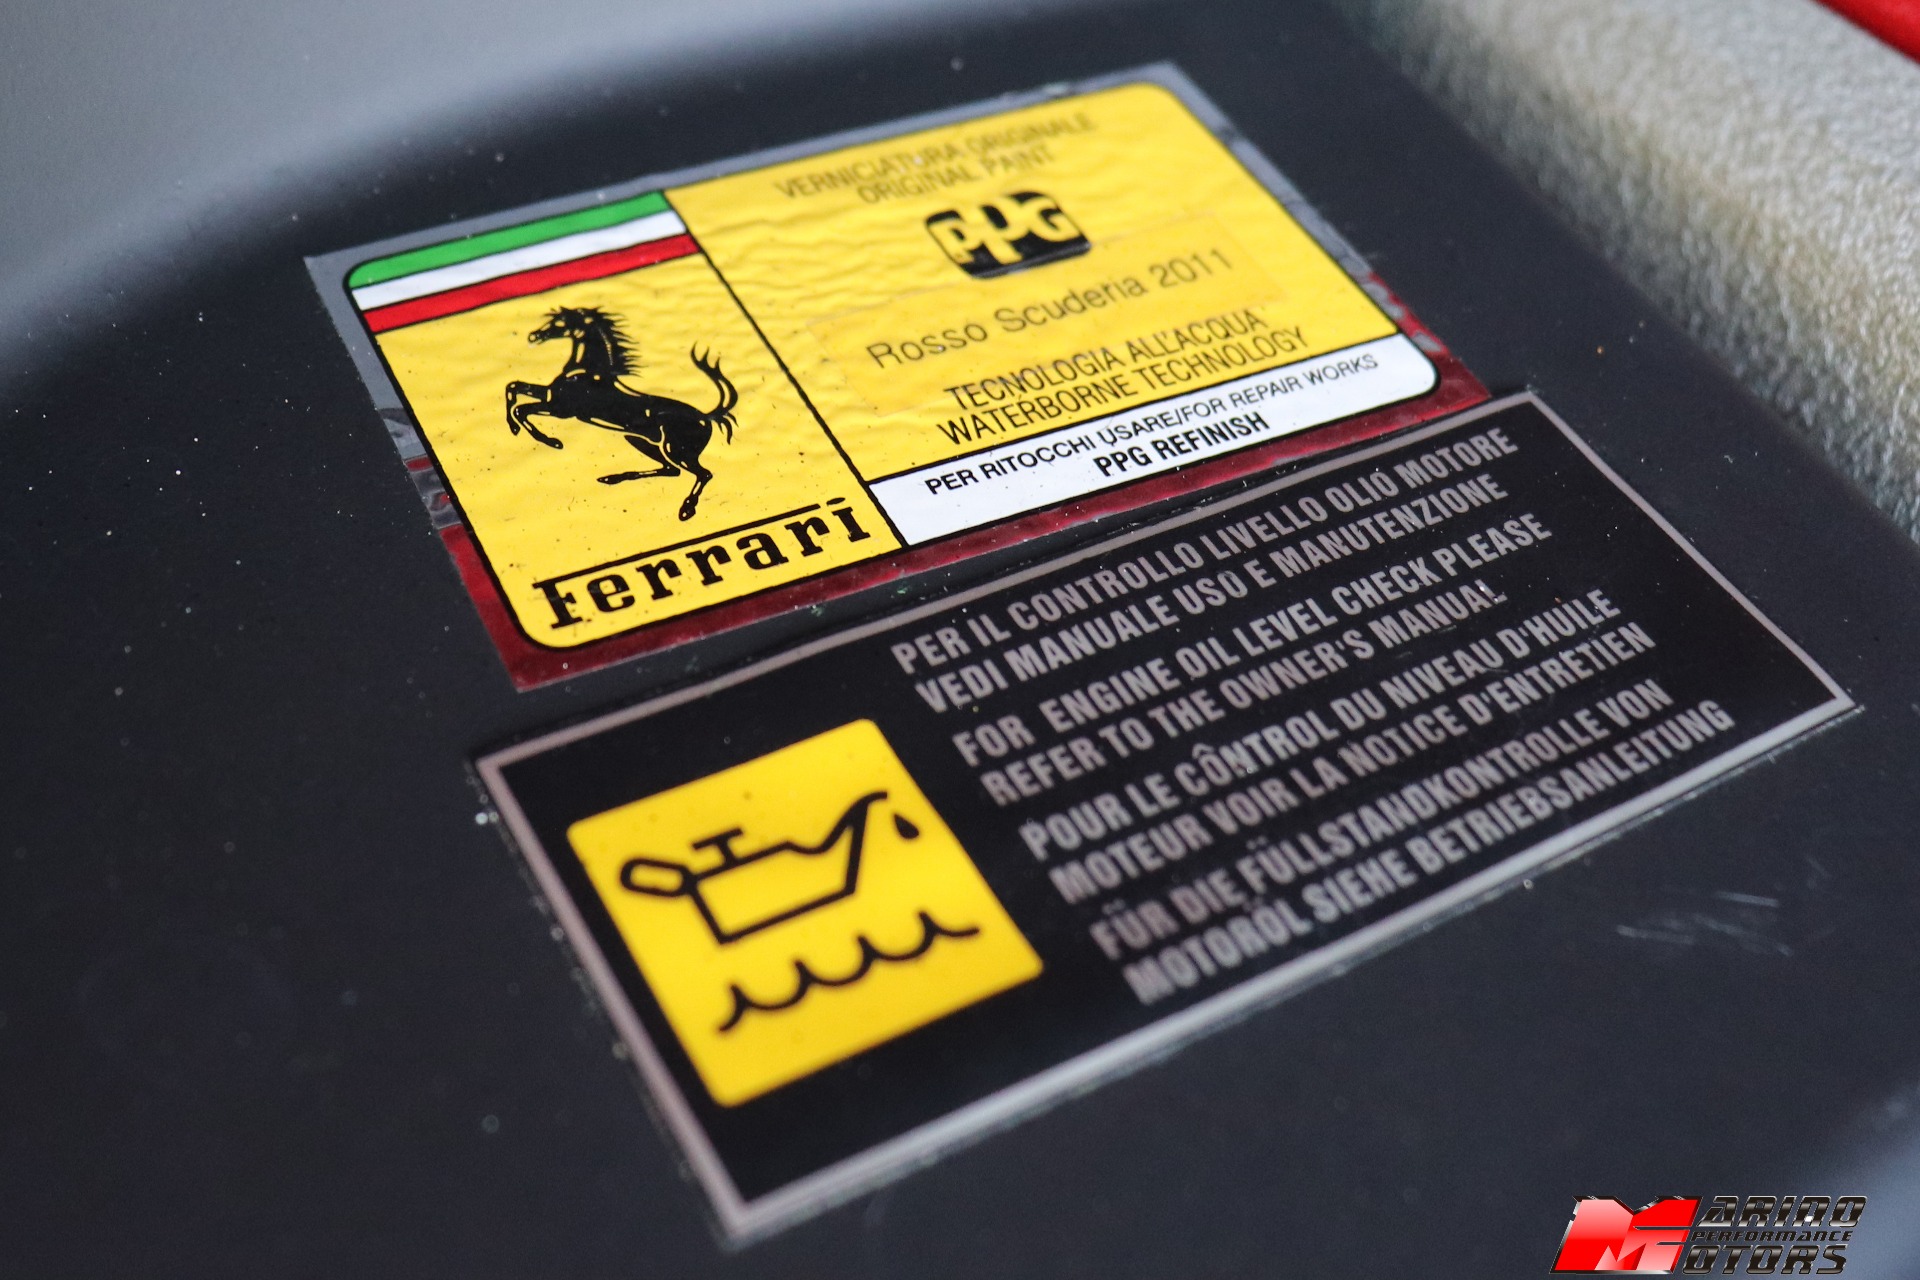 VERNICIATURA ORIGINALE
ORIGINAL PAINT
PPG
Rosso Scuderia 2011
TECNOLOGIA ALL'ACQUA
WATERBORNE TECHNOLOGY
PER RITOCCHI USARE/FOR REPAIR WORKS
PPG REFINISH
Ferrari
PER IL CONTROLLO LIVELLO OLIO MOTORE
VEDI MANUALE USO E MANUTENZIONE
FOR ENGINE OIL LEVEL CHECK PLEASE
REFER TO THE OWNER'S MANUAL
POUR LE CÔNTROL DU NIVEAU D'HUILE
MOTEUR VOIR LA NOTICE D'ENTRETIEN
FÜR DIE FÜLLSTANDKONTROLLE VON
MOTORÖL SIEHE BETRIEBSANLEITUNG
MARINO
PERFORMANCE
MOTORS